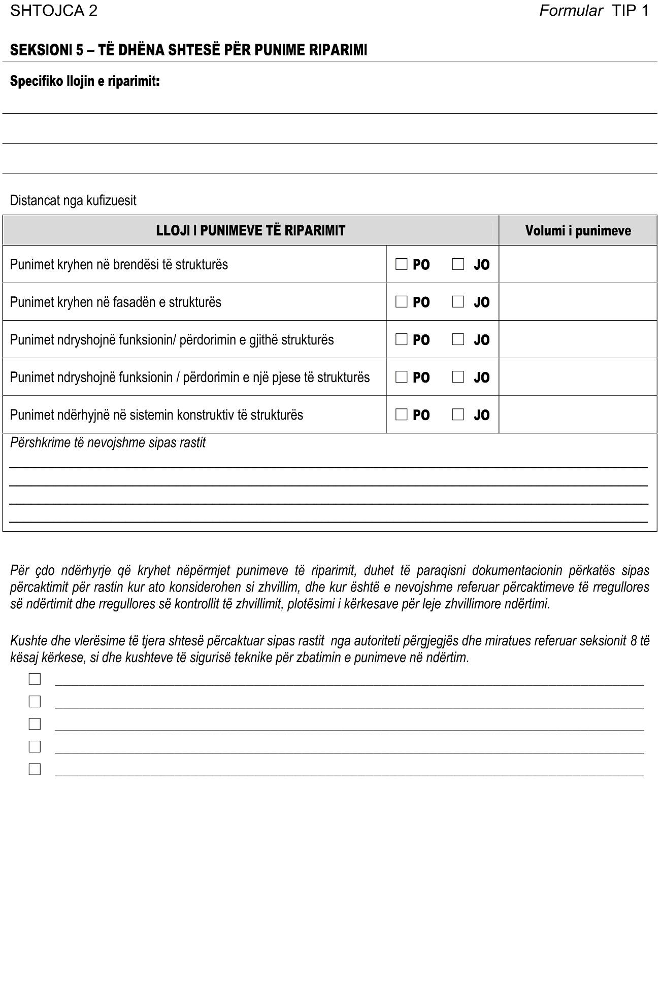 SHTOJCA 2 Formular TIP 1
SEKSIONI 5 – TË DHËNA SHTESË PËR PUNIME RIPARIMI
Specifiko llojin e riparimit:
Distancat nga kufizuesit
LLOJI I PUNIMEVE TË RIPARIMIT Volumi i punimeve
Punimet kryhen në brendësi të strukturës ☐ PO ☐ JO
Punimet kryhen në fasadën e strukturës ☐ PO ☐ JO
Punimet ndryshojnë funksionin/ përdorimin e gjithë strukturës ☐ PO ☐ JO
Punimet ndryshojnë funksionin / përdorimin e një pjese të strukturës ☐ PO ☐ JO
Punimet ndërhyjnë në sistemin konstruktiv të strukturës ☐ PO ☐ JO
Përshkrime të nevojshme sipas rastit
Për çdo ndërhyrje që kryhet nëpërmjet punimeve të riparimit, duhet të paraqisni dokumentacionin përkatës sipas
përcaktimit për rastin kur ato konsiderohen si zhvillim, dhe kur është e nevojshme referuar përcaktimeve të rregullores
së ndërtimit dhe rregullores së kontrollit të zhvillimit, plotësimi i kërkesave për leje zhvillimore ndërtimi.
Kushte dhe vlerësime të tjera shtesë përcaktuar sipas rastit nga autoriteti përgjegjës dhe miratues referuar seksionit 8 të
kësaj kërkese, si dhe kushteve të sigurisë teknike për zbatimin e punimeve në ndërtim.